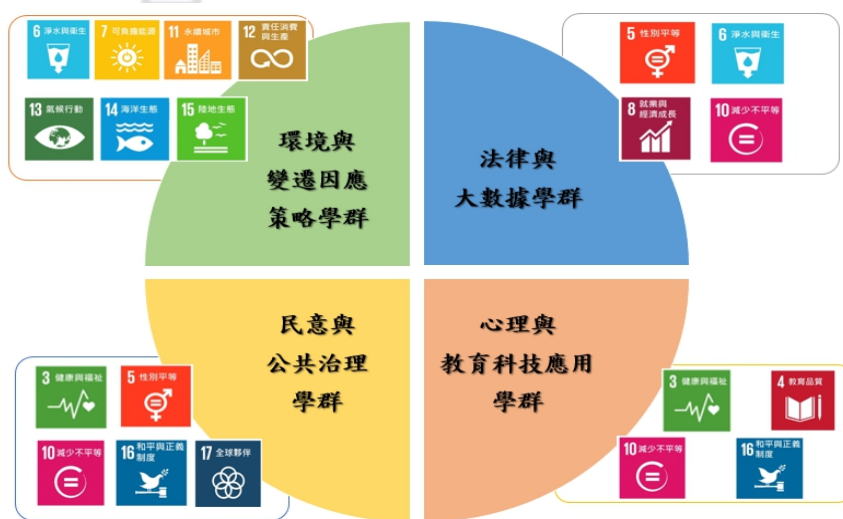 6 淨水與衛生
7 可負擔能源
11 永續城市
12 責任消費
與生產
13 氣候行動
14 海洋生態
15 陸地生態
環境與
變遷因應
策略學群
5 性別平等
6 淨水與衛生
8 就業與
經濟成長
10 減少不平等
法律與
大數據學群
3 健康與福祉
5 性別平等
10 減少不平等
16 和平與正義
制度
17 全球夥伴
民意與
公共治理
學群
心理與
教育科技應用
學群
3 健康與福祉
4 教育品質
10 減少不平等
16 和平與正義
制度